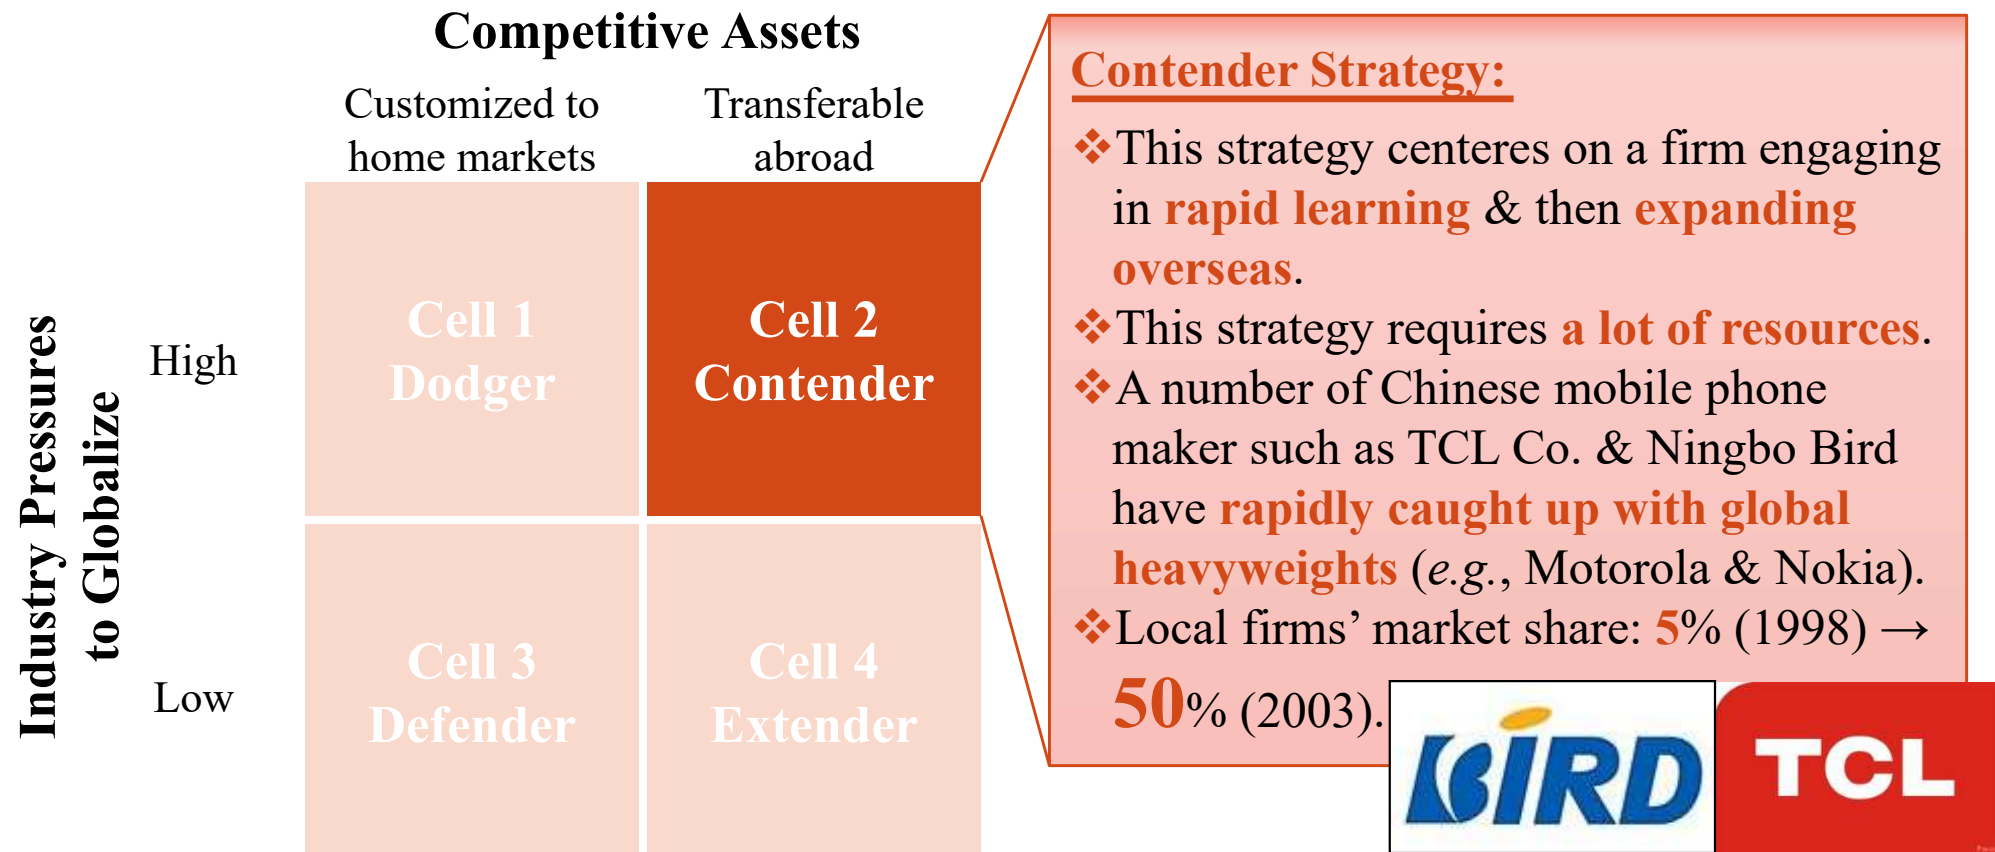 Competitive Assets
Customized to
home markets
Transferable
abroad
Industry Pressures
to Globalize
High
Low
Cell 1
Dodger
Cell 2
Contender
Cell 3
Defender
Cell 4
Extender
Contender Strategy:
❖This strategy centeres on a firm engaging
in rapid learning & then expanding
overseas.
❖This strategy requires a lot of resources.
❖A number of Chinese mobile phone
maker such as TCL Co. & Ningbo Bird
have rapidly caught up with global
heavyweights (e.g., Motorola & Nokia).
❖Local firms’ market share: 5% (1998) →
50% (2003).
BIRD
TCL